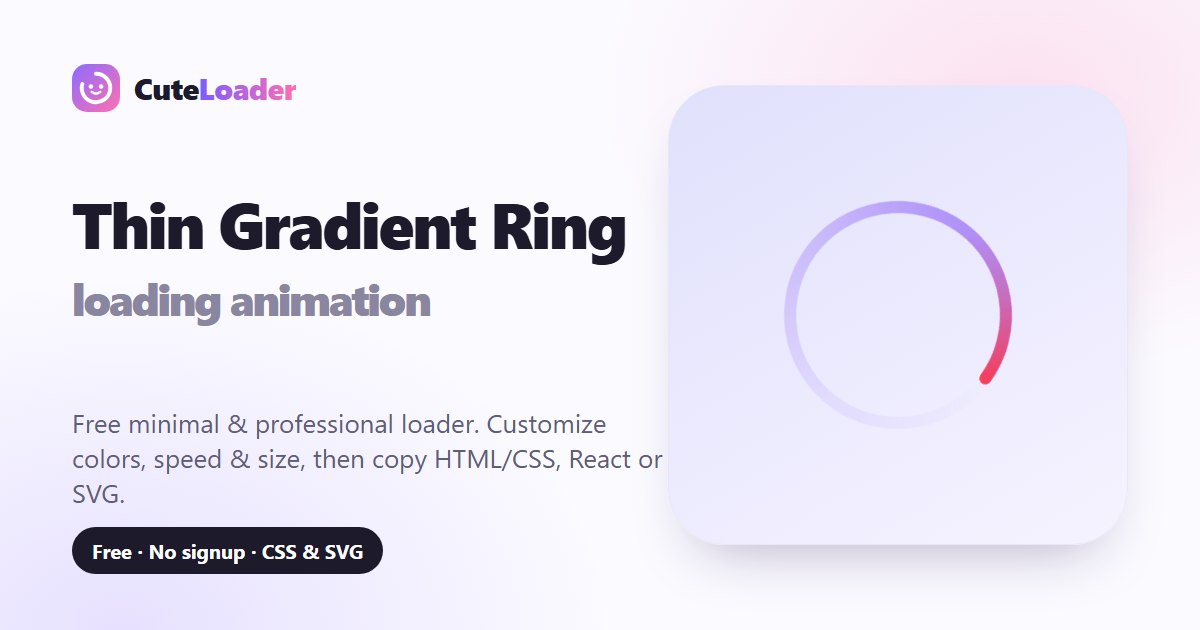 CuteLoader
Thin Gradient Ring
loading animation
Free minimal & professional loader. Customize
colors, speed & size, then copy HTML/CSS, React or
SVG.
Free · No signup · CSS & SVG